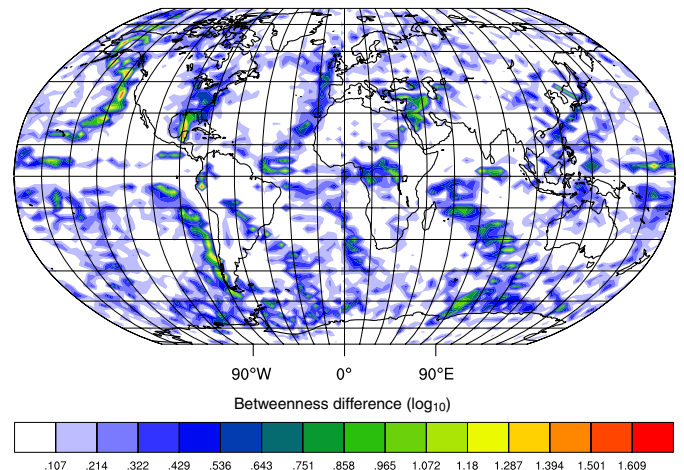 90°W 0° 90°E
Betweenness difference (log₁₀)
.107 .214 .322 .429 .536 .643 .751 .858 .965 1.072 1.18 1.287 1.394 1.501 1.609